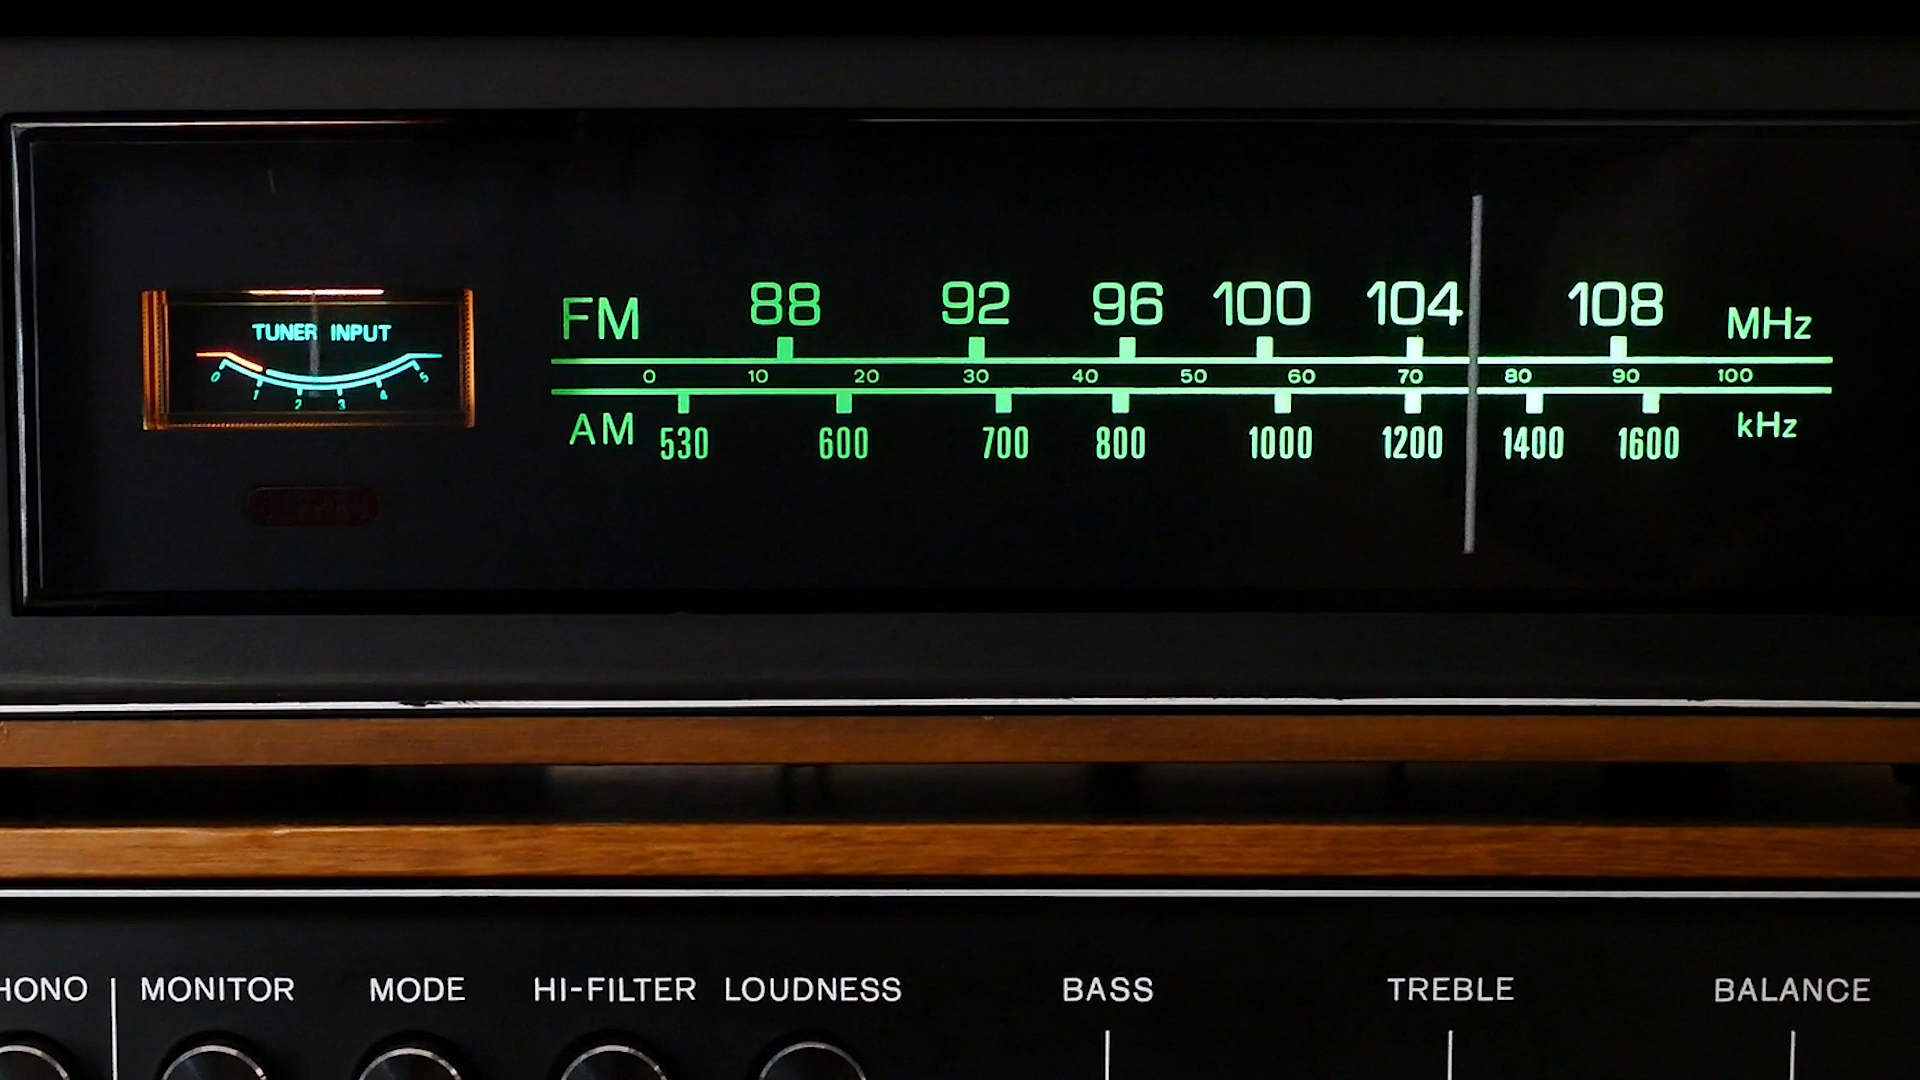 TUNER INPUT
0 1 2 3 4 5
FM 88 92 96 100 104 108 MHz
0 10 20 30 40 50 60 70 80 90 100
AM 530 600 700 800 1000 1200 1400 1600 kHz
HONO MONITOR MODE HI-FILTER LOUDNESS BASS TREBLE BALANCE